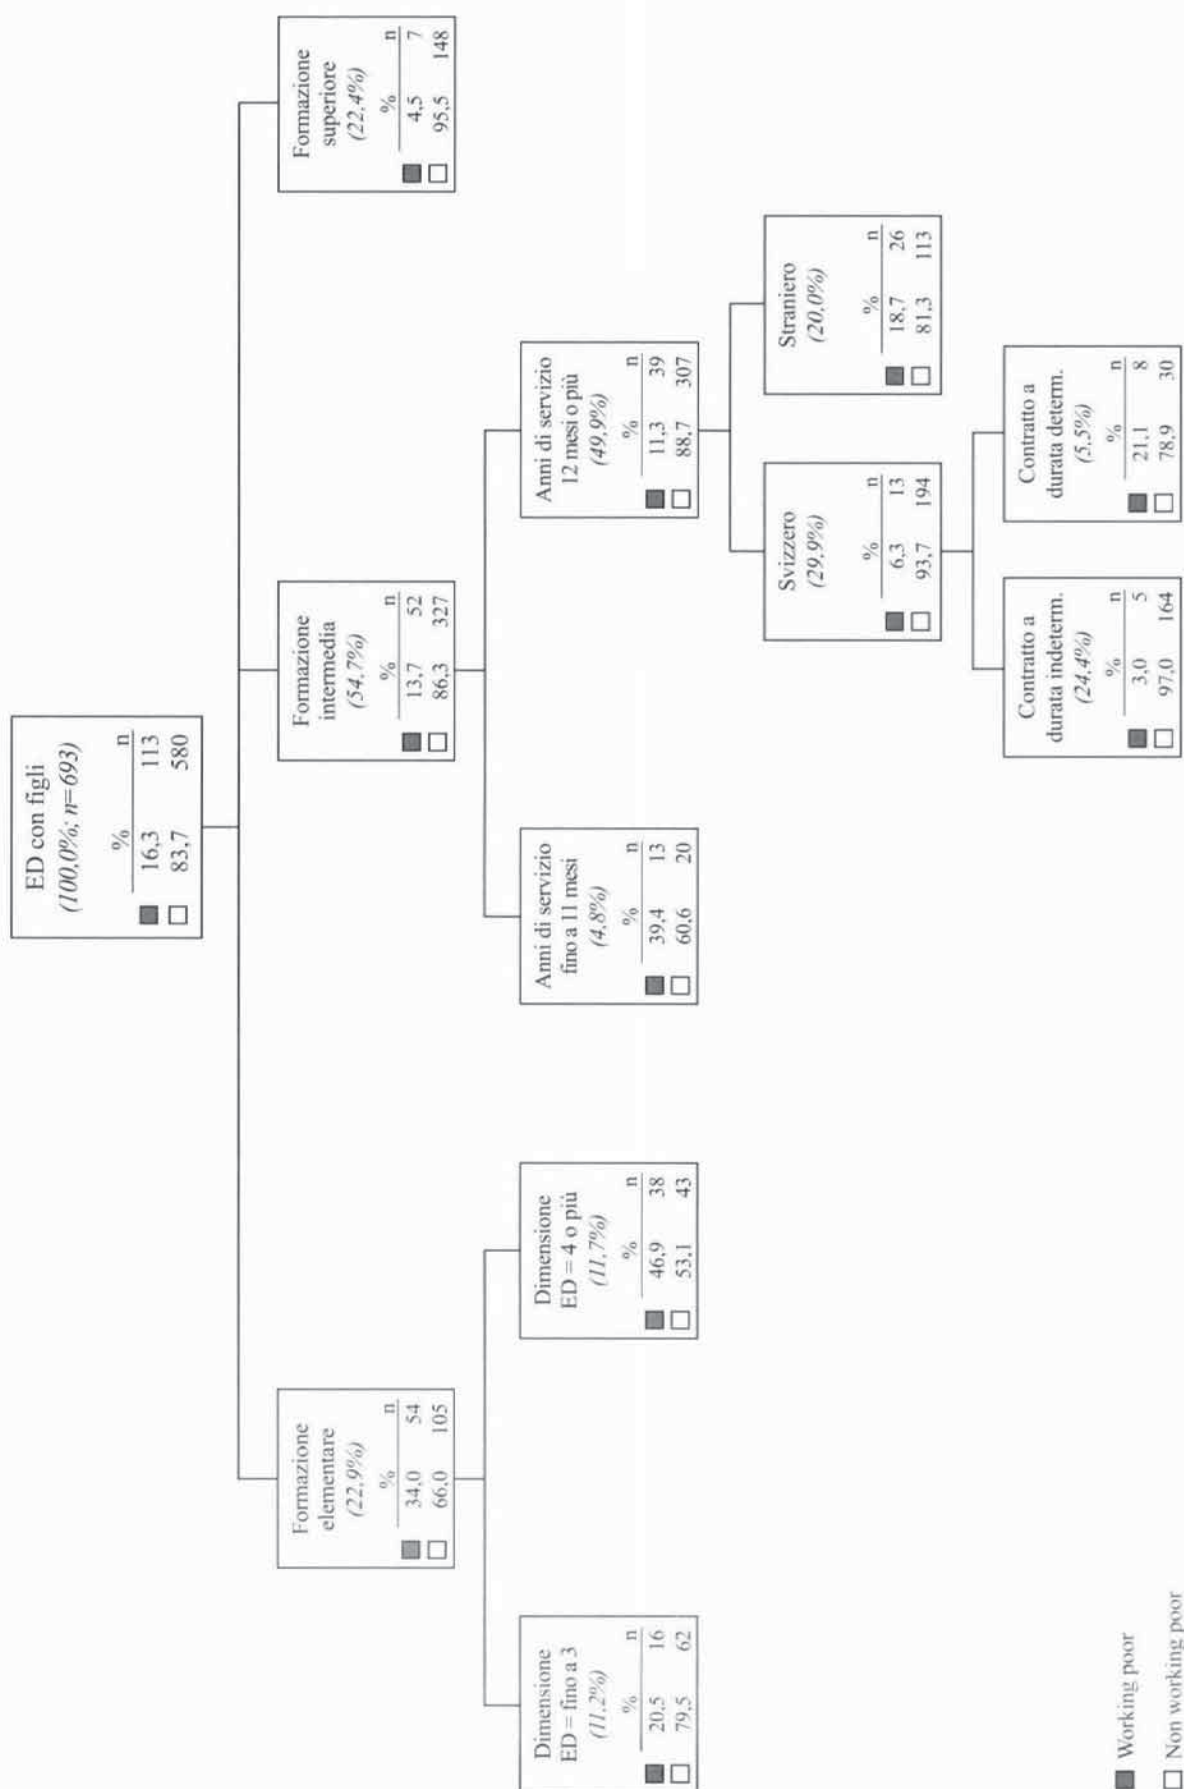 ED con figli
(100,0%; n=693)
% n
16,3 113
83,7 580
Formazione
elementare
(22,9%)
% n
34,0 54
66,0 105
Formazione
intermedia
(54,7%)
% n
13,7 52
86,3 327
Formazione
superiore
(22,4%)
% n
4,5 7
95,5 148
Dimensione
ED = fino a 3
(11,2%)
% n
20,5 16
79,5 62
Dimensione
ED = 4 o più
(11,7%)
% n
46,9 38
53,1 43
Anni di servizio
fino a 11 mesi
(4,8%)
% n
39,4 13
60,6 20
Anni di servizio
12 mesi o più
(49,9%)
% n
11,3 39
88,7 307
Svizzero
(29,9%)
% n
6,3 13
93,7 194
Straniero
(20,0%)
% n
18,7 26
81,3 113
Contratto a
durata indeterm.
(24,4%)
% n
3,0 5
97,0 164
Contratto a
durata determ.
(5,5%)
% n
21,1 8
78,9 30
Working poor
Non working poor